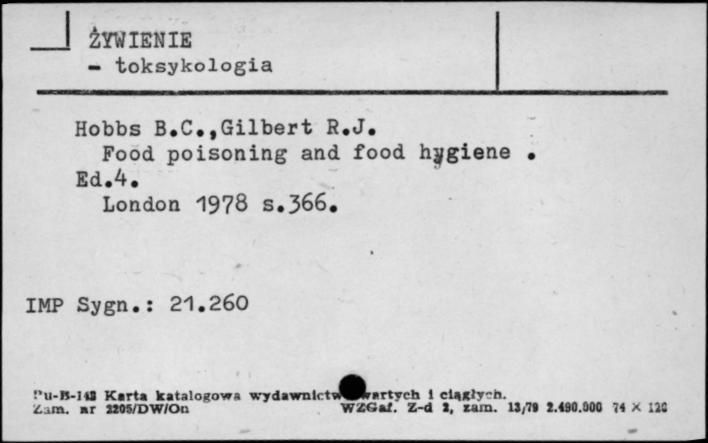 ŻYWIENIE
- toksykologia
Hobbs B.C.,Gilbert R.J.
Food poisoning and food hygiene .
Ed.4.
London 1978 s.366.
IMP Sygn.: 21.260
Pu-B-148 Karta katalogowa wydawnictw zwartych i ciągłych.
Zam. nr 2205/DW/On WZGraf. Z-d 2, zam. 13/79 2.490.000 74 X 120